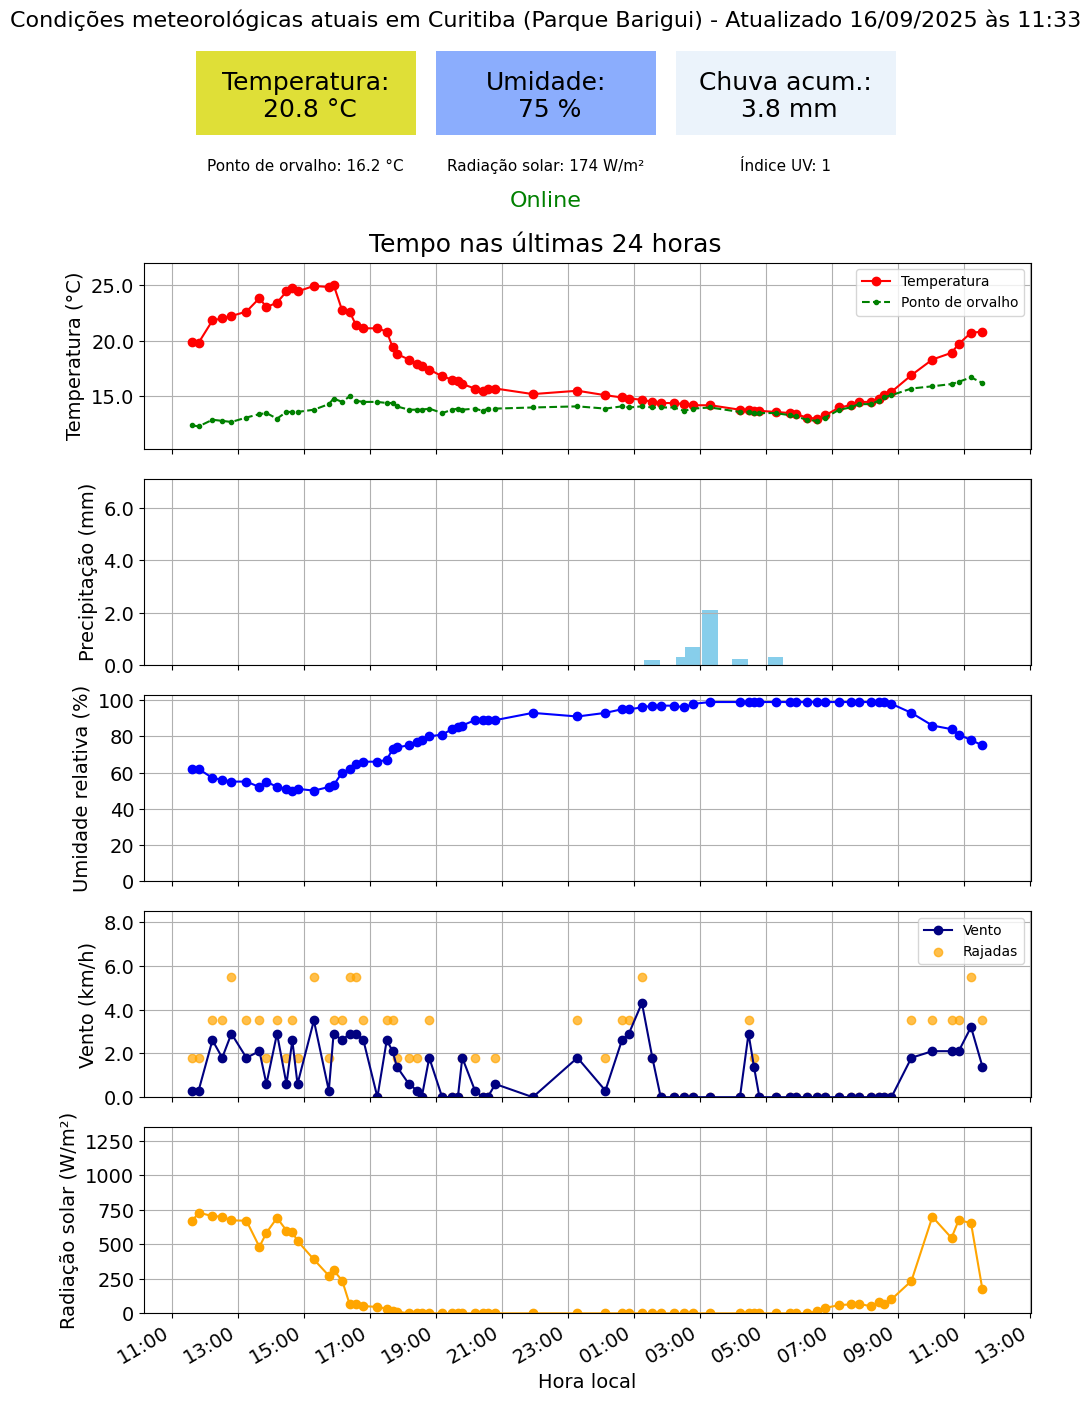 Condições meteorológicas atuais em Curitiba (Parque Barigui) - Atualizado 16/09/2025 às 11:33
Temperatura:
20.8 °C
Umidade:
75 %
Chuva acum.:
3.8 mm
Ponto de orvalho: 16.2 °C
Radiação solar: 174 W/m²
Índice UV: 1
Online
Tempo nas últimas 24 horas
Temperatura (°C)
25.0
20.0
15.0
Temperatura
Ponto de orvalho
Precipitação (mm)
6.0
4.0
2.0
0.0
Umidade relativa (%)
100
80
60
40
20
0
Vento (km/h)
8.0
6.0
4.0
2.0
0.0
Vento
Rajadas
Radiação solar (W/m²)
1250
1000
750
500
250
0
11:00
13:00
15:00
17:00
19:00
21:00
23:00
01:00
03:00
05:00
07:00
09:00
11:00
13:00
Hora local